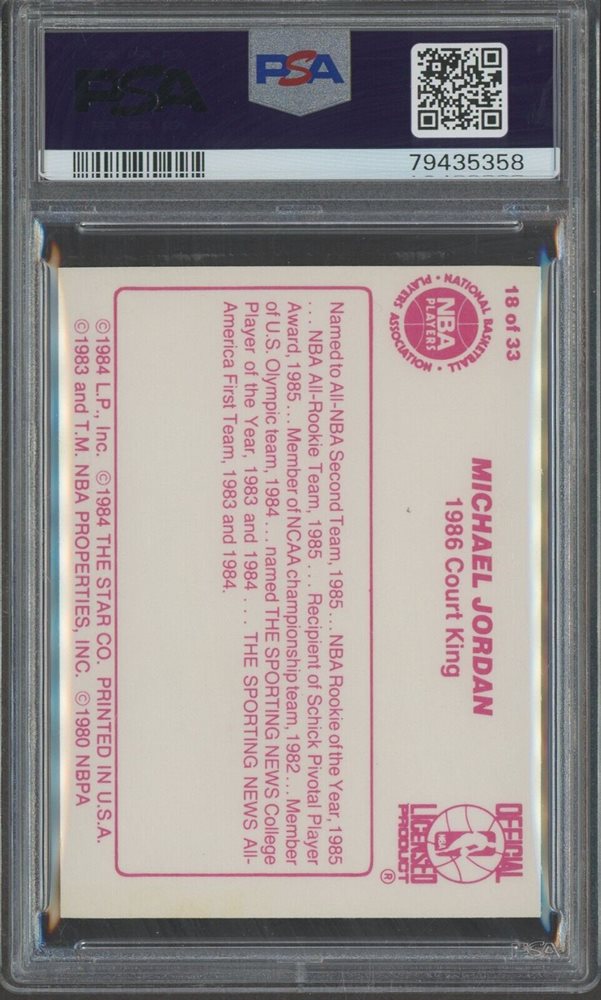 PSA
PSA
79435358
18 of 33
NATIONAL BASKETBALL
PLAYERS ASSOCIATION
NBA
PLAYERS
MICHAEL JORDAN
1986 Court King
OFFICIAL
NBA
LICENSED
PRODUCT
®
Named to All-NBA Second Team, 1985 . . . NBA Rookie of the Year, 1985
. . . NBA All-Rookie Team, 1985 . . . Recipient of Schick Pivotal Player
Award, 1985 . . . Member of NCAA championship team, 1982 . . . Member
of U.S. Olympic team, 1984 . . . named THE SPORTING NEWS College
Player of the Year, 1983 and 1984 . . . THE SPORTING NEWS All-
America First Team, 1983 and 1984.
©1984 L.P., Inc. ©1984 THE STAR CO. PRINTED IN U.S.A.
©1983 and T.M. NBA PROPERTIES, INC. ©1980 NBPA
PSA